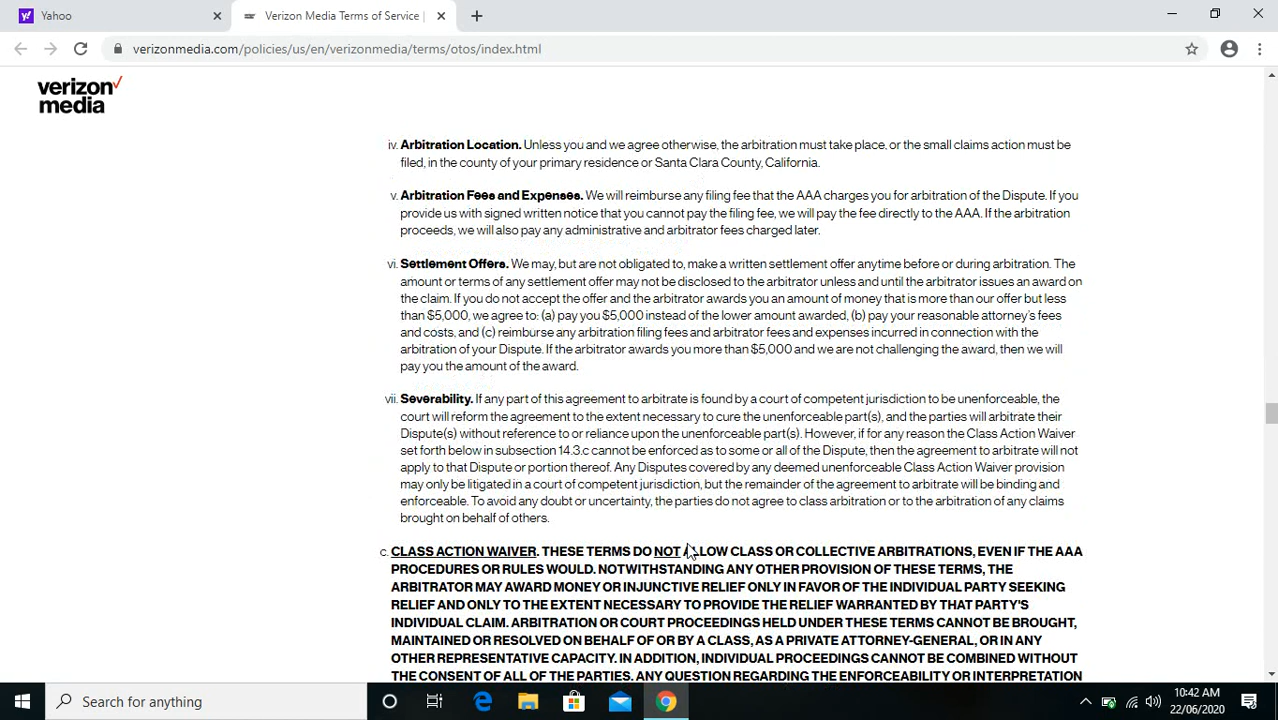 Yahoo
Verizon Media Terms of Service |
verizonmedia.com/policies/us/en/verizonmedia/terms/otos/index.html
verizon
media
iv. Arbitration Location. Unless you and we agree otherwise, the arbitration must take place, or the small claims action must be
filed, in the county of your primary residence or Santa Clara County, California.
v. Arbitration Fees and Expenses. We will reimburse any filing fee that the AAA charges you for arbitration of the Dispute. If you
provide us with signed written notice that you cannot pay the filing fee, we will pay the fee directly to the AAA. If the arbitration
proceeds, we will also pay any administrative and arbitrator fees charged later.
vi. Settlement Offers. We may, but are not obligated to, make a written settlement offer anytime before or during arbitration. The
amount or terms of any settlement offer may not be disclosed to the arbitrator unless and until the arbitrator issues an award on
the claim. If you do not accept the offer and the arbitrator awards you an amount of money that is more than our offer but less
than $5,000, we agree to: (a) pay you $5,000 instead of the lower amount awarded, (b) pay your reasonable attorney's fees
and costs, and (c) reimburse any arbitration filing fees and arbitrator fees and expenses incurred in connection with the
arbitration of your Dispute. If the arbitrator awards you more than $5,000 and we are not challenging the award, then we will
pay you the amount of the award.
vii. Severability. If any part of this agreement to arbitrate is found by a court of competent jurisdiction to be unenforceable, the
court will reform the agreement to the extent necessary to cure the unenforceable part(s), and the parties will arbitrate their
Dispute(s) without reference to or reliance upon the unenforceable part(s). However, if for any reason the Class Action Waiver
set forth below in subsection 14.3.c cannot be enforced as to some or all of the Dispute, then the agreement to arbitrate will not
apply to that Dispute or portion thereof. Any Disputes covered by any deemed unenforceable Class Action Waiver provision
may only be litigated in a court of competent jurisdiction, but the remainder of the agreement to arbitrate will be binding and
enforceable. To avoid any doubt or uncertainty, the parties do not agree to class arbitration or to the arbitration of any claims
brought on behalf of others.
c. CLASS ACTION WAIVER. THESE TERMS DO NOT ALLOW CLASS OR COLLECTIVE ARBITRATIONS, EVEN IF THE AAA
PROCEDURES OR RULES WOULD. NOTWITHSTANDING ANY OTHER PROVISION OF THESE TERMS, THE
ARBITRATOR MAY AWARD MONEY OR INJUNCTIVE RELIEF ONLY IN FAVOR OF THE INDIVIDUAL PARTY SEEKING
RELIEF AND ONLY TO THE EXTENT NECESSARY TO PROVIDE THE RELIEF WARRANTED BY THAT PARTY'S
INDIVIDUAL CLAIM. ARBITRATION OR COURT PROCEEDINGS HELD UNDER THESE TERMS CANNOT BE BROUGHT,
MAINTAINED OR RESOLVED ON BEHALF OF OR BY A CLASS, AS A PRIVATE ATTORNEY-GENERAL, OR IN ANY
OTHER REPRESENTATIVE CAPACITY. IN ADDITION, INDIVIDUAL PROCEEDINGS CANNOT BE COMBINED WITHOUT
THE CONSENT OF ALL OF THE PARTIES. ANY QUESTION REGARDING THE ENFORCEABILITY OR INTERPRETATION
Search for anything
10:42 AM
22/06/2020